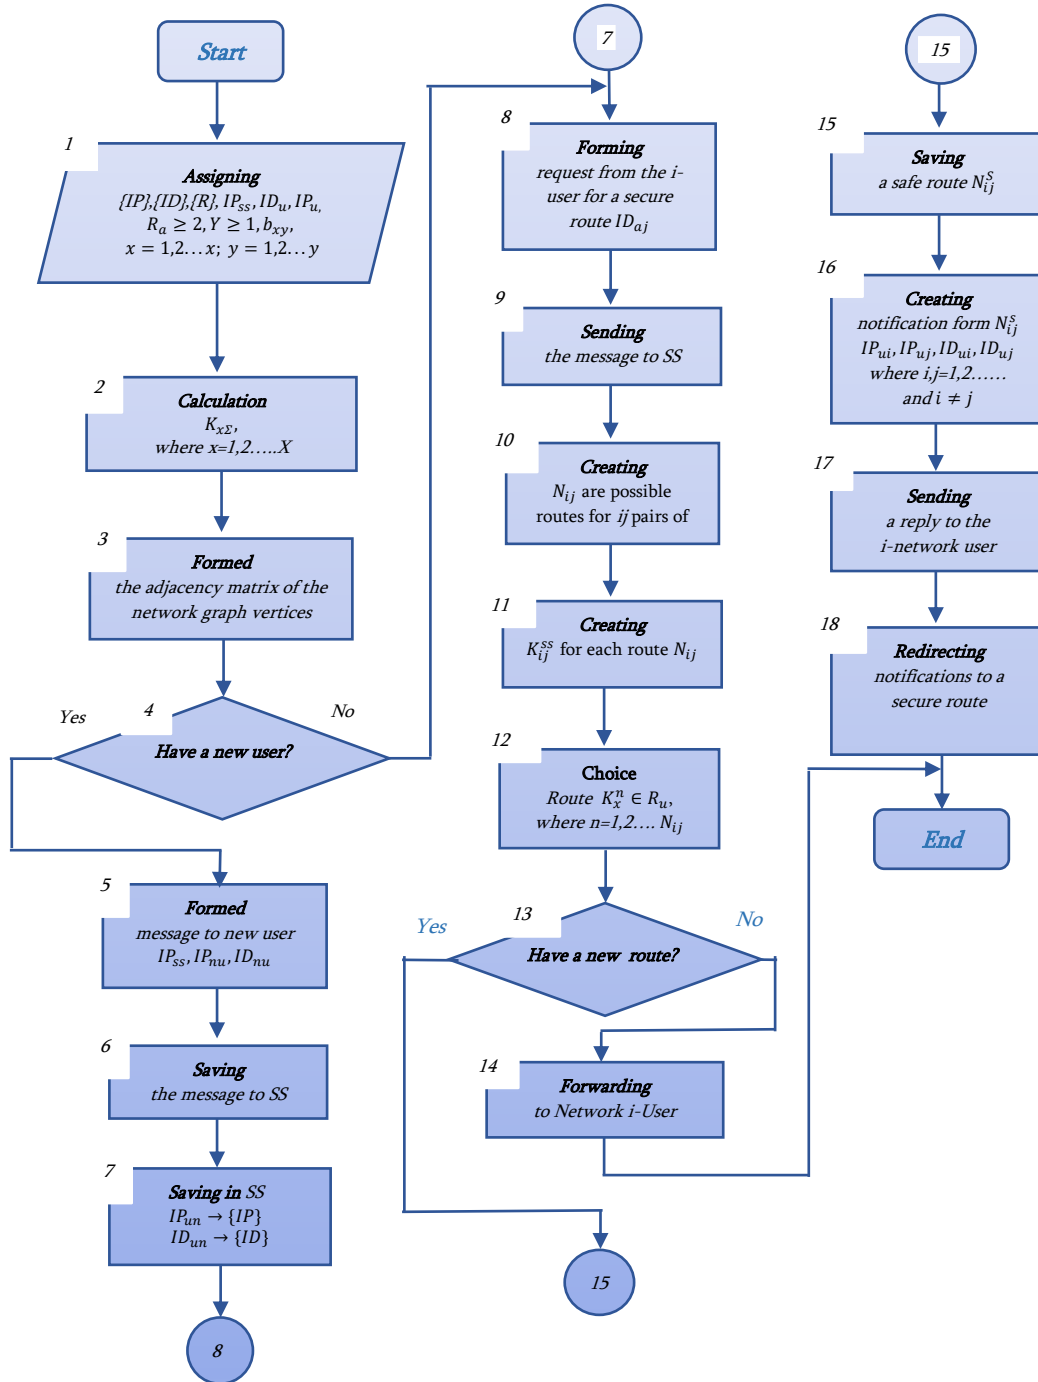 Start
1
Assigning
{IP},{ID},{R}, IPₛₛ, IDᵤ, IPᵤ,
Rₐ ≥ 2, Y ≥ 1, b_xy,
x = 1,2…x; y = 1,2…y
2
Calculation
K_xΣ,
where x=1,2…..X
3
Formed
the adjacency matrix of the
network graph vertices
Yes
4
No
Have a new user?
5
Formed
message to new user
IP_ss, IP_nu, ID_nu
6
Saving
the message to SS
7
Saving in SS
IP_un → {IP}
ID_un → {ID}
8
7
8
Forming
request from the i-
user for a secure
route ID_aj
9
Sending
the message to SS
10
Creating
N_ij are possible
routes for ij pairs of
11
Creating
K_ij^ss for each route N_ij
12
Choice
Route K_x^n ∈ R_u,
where n=1,2…. N_ij
Yes
13
No
Have a new route?
14
Forwarding
to Network i-User
15
15
15
Saving
a safe route N_ij^S
16
Creating
notification form N_ij^s
IP_ui, IP_uj, ID_ui, ID_uj
where i,j=1,2……
and i ≠ j
17
Sending
a reply to the
i-network user
18
Redirecting
notifications to a
secure route
End